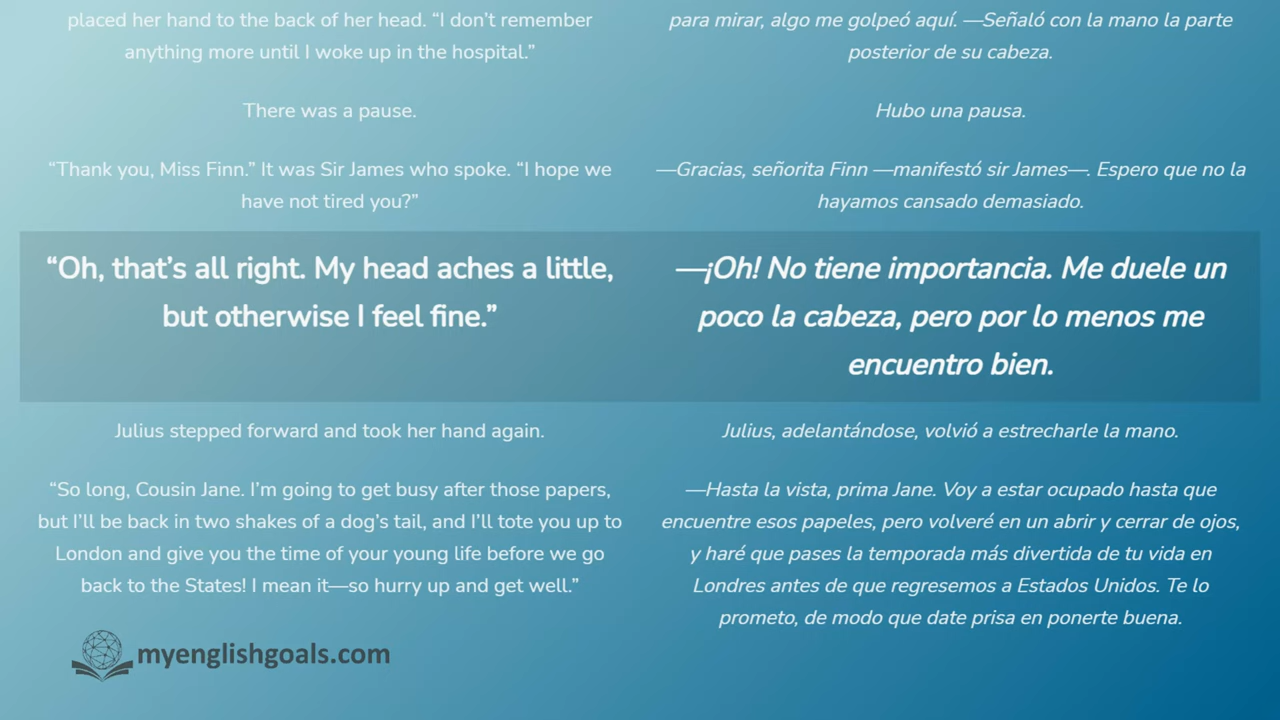 placed her hand to the back of her head. “I don’t remember
anything more until I woke up in the hospital.”
There was a pause.
“Thank you, Miss Finn.” It was Sir James who spoke. “I hope we
have not tired you?”
“Oh, that’s all right. My head aches a little,
but otherwise I feel fine.”
Julius stepped forward and took her hand again.
“So long, Cousin Jane. I’m going to get busy after those papers,
but I’ll be back in two shakes of a dog’s tail, and I’ll tote you up to
London and give you the time of your young life before we go
back to the States! I mean it—so hurry up and get well.”
para mirar, algo me golpeó aquí. —Señaló con la mano la parte
posterior de su cabeza.
Hubo una pausa.
—Gracias, señorita Finn —manifestó sir James—. Espero que no la
hayamos cansado demasiado.
—¡Oh! No tiene importancia. Me duele un
poco la cabeza, pero por lo menos me
encuentro bien.
Julius, adelantándose, volvió a estrecharle la mano.
—Hasta la vista, prima Jane. Voy a estar ocupado hasta que
encuentre esos papeles, pero volveré en un abrir y cerrar de ojos,
y haré que pases la temporada más divertida de tu vida en
Londres antes de que regresemos a Estados Unidos. Te lo
prometo, de modo que date prisa en ponerte buena.
myenglishgoals.com